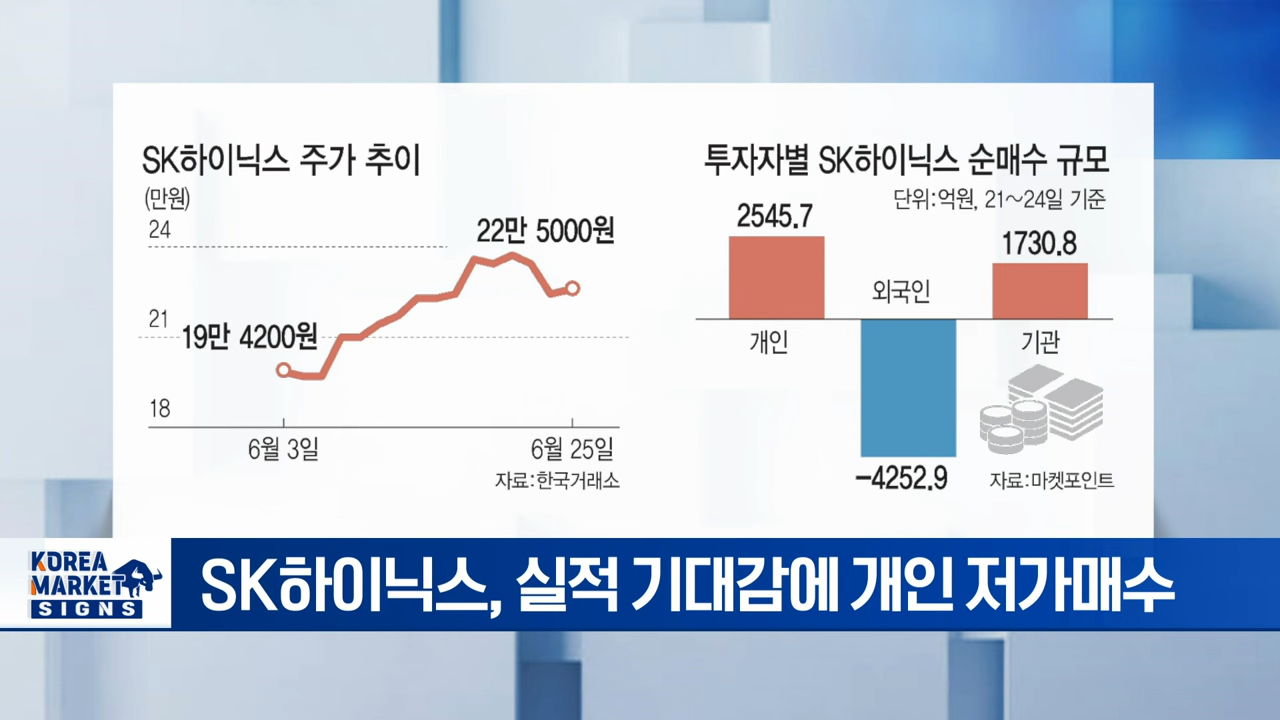 SK하이닉스 주가 추이
(만원)
24
22만 5000원
21
19만 4200원
18
6월 3일
6월 25일
자료:한국거래소
투자자별 SK하이닉스 순매수 규모
단위:억원, 21~24일 기준
2545.7
1730.8
외국인
개인
기관
-4252.9
자료:마켓포인트
KOREA
MARKET
SIGNS
SK하이닉스, 실적 기대감에 개인 저가매수